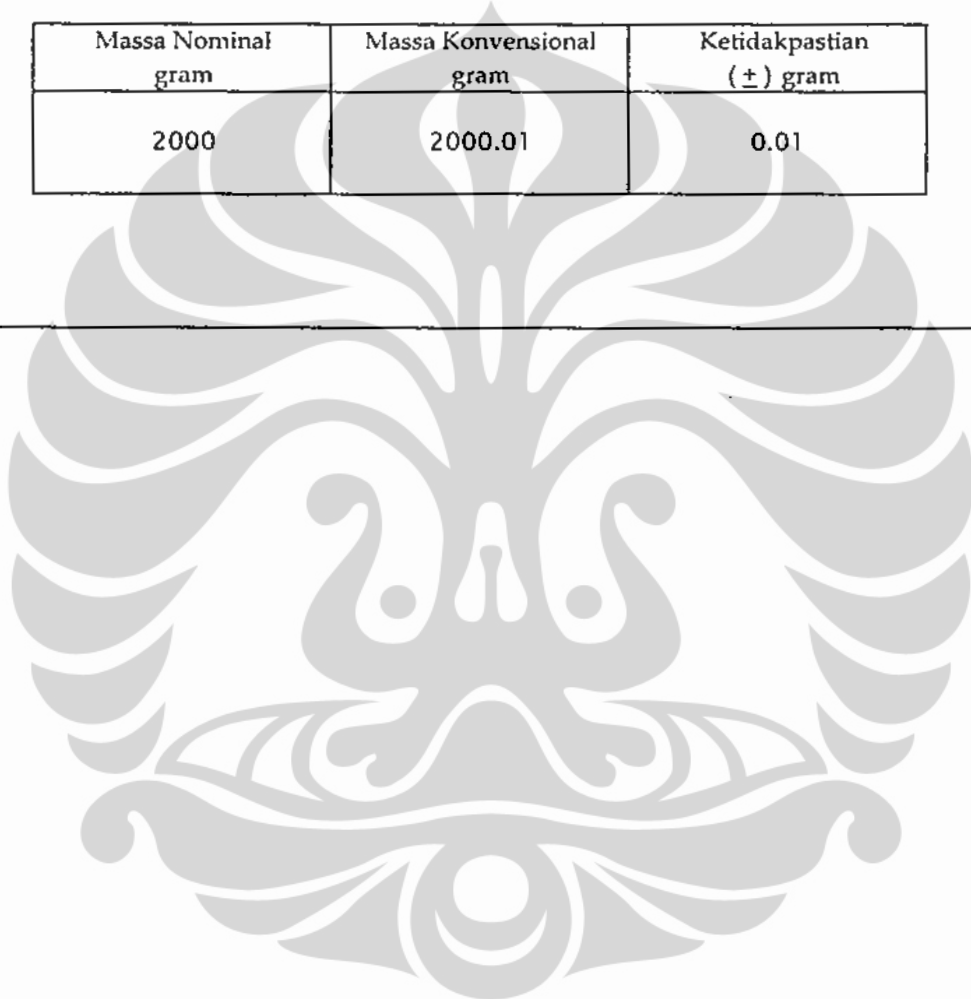 Massa Nominal
gram
Massa Konvensional
gram
Ketidakpastian
( ± ) gram
2000
2000.01
0.01